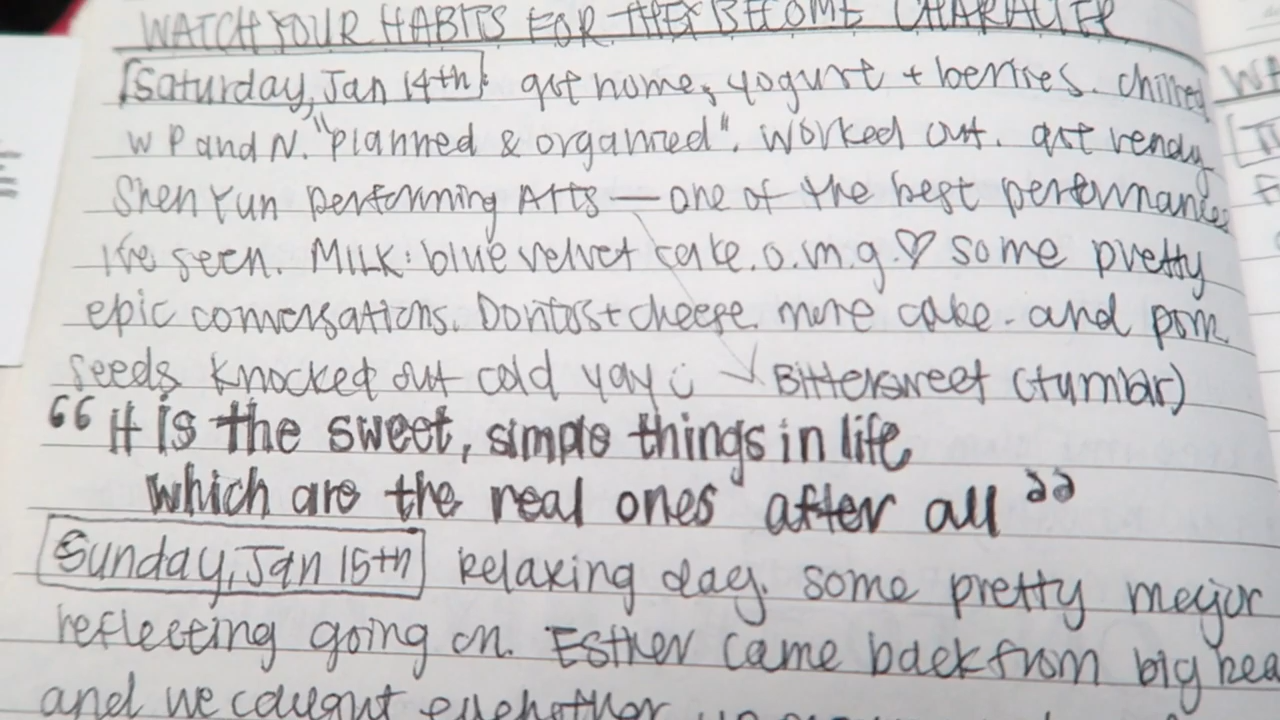 WATCH YOUR HABITS FOR THEY BECOME CHARACTER
Saturday, Jan 14th: got home, yogurt + berries. chilled
w P and N. "planned & organized". worked out. got ready
Shen Yun Performing Arts — one of the best performances
I've seen. MILK: blue velvet cake. o.m.g.♡ some pretty
epic conversations. cheese. more cake. and pom
seeds knocked out cold yay Bittersweet (tumblr)
"it is the sweet, simple things in life
which are the real ones after all"
Sunday, Jan 15th Relaxing day. some pretty major
reflecting going on. Esther came back from big
and we caught